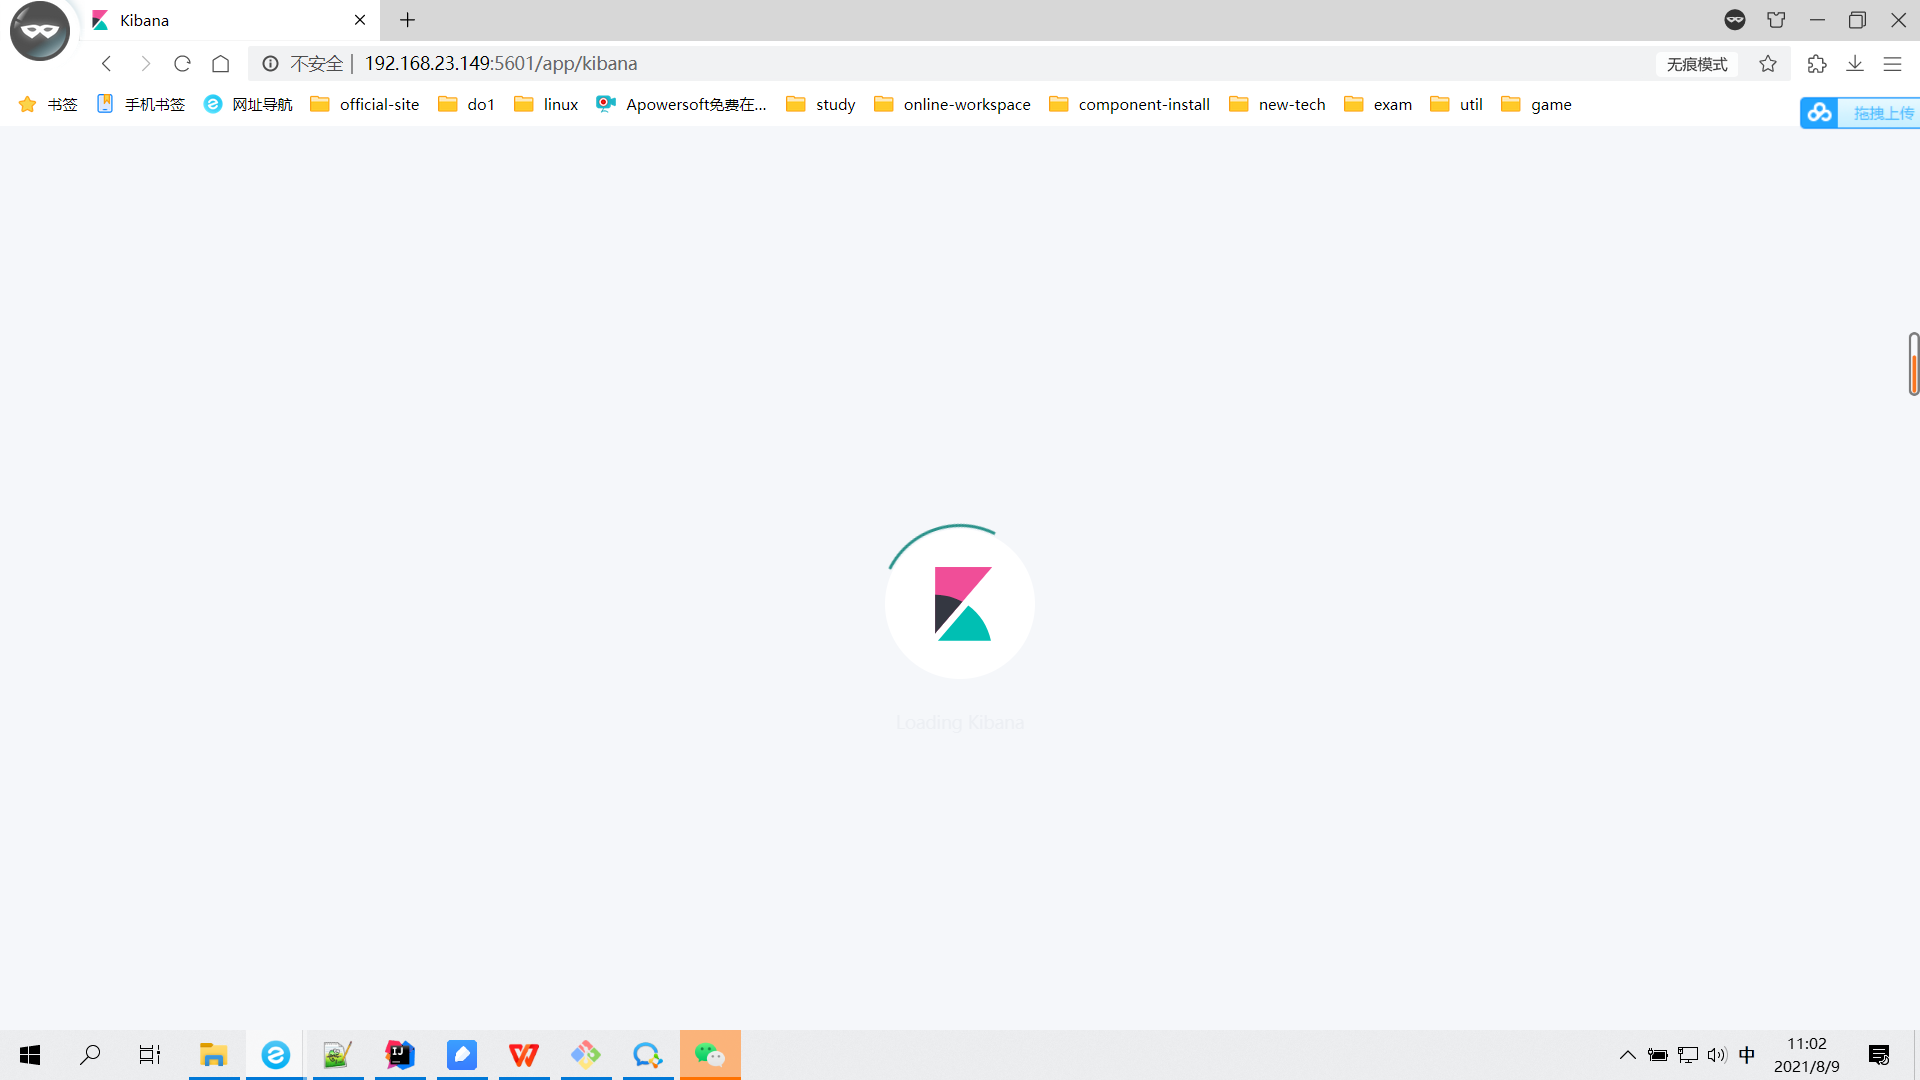 Kibana
不安全 | 192.168.23.149:5601/app/kibana 无痕模式
书签 手机书签 网址导航 official-site do1 linux Apowersoft免费在... study online-workspace component-install new-tech exam util game
拖拽上传
Loading Kibana
中 11:02
2021/8/9